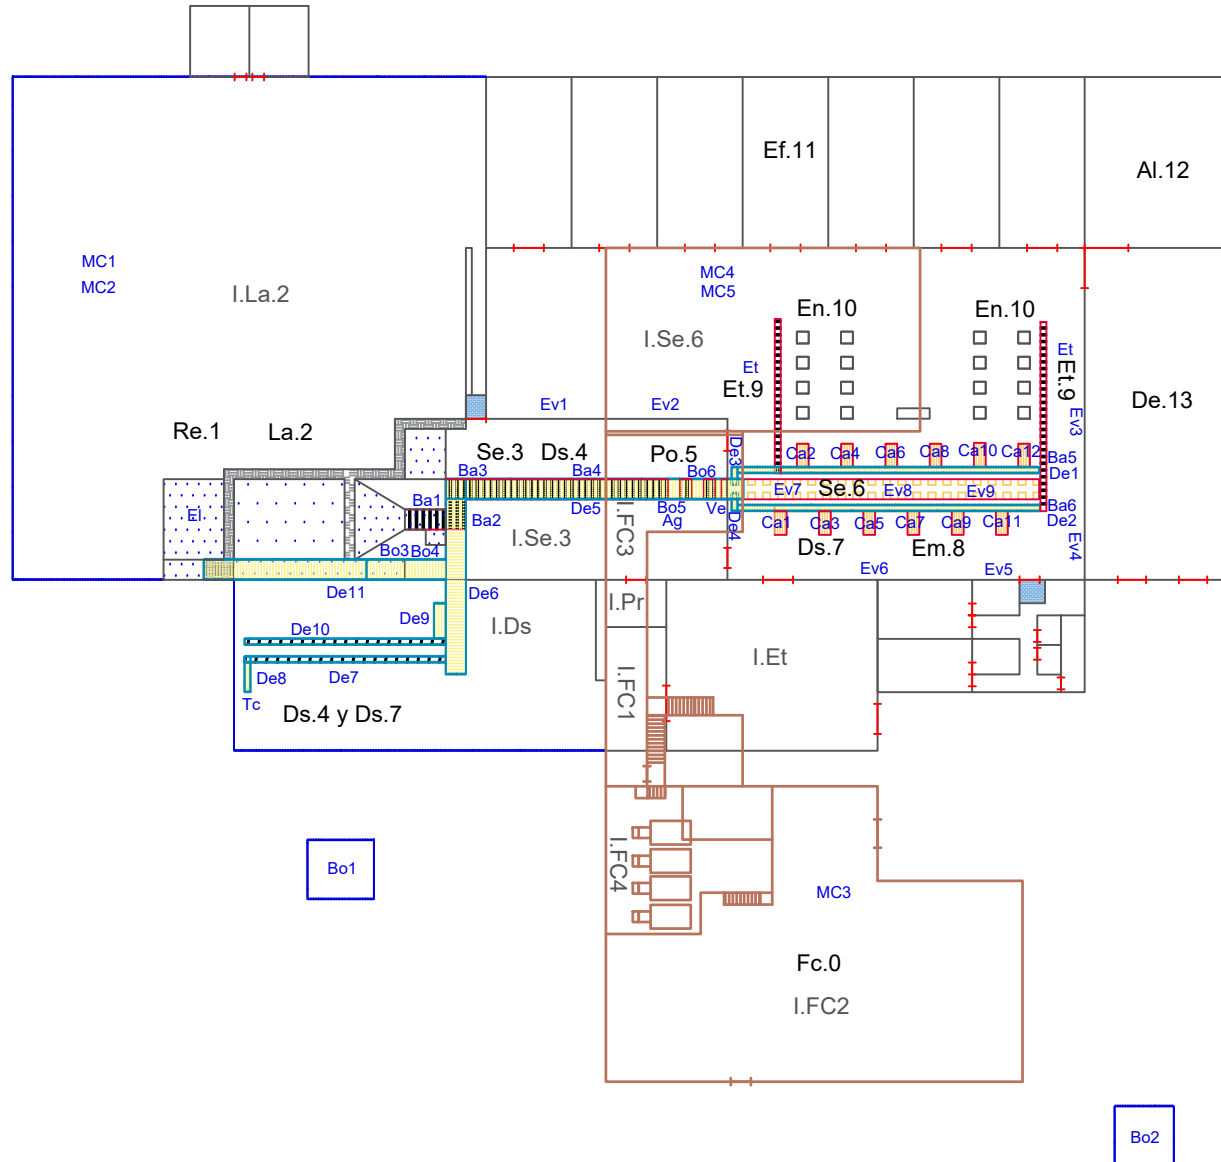 Ef.11
Al.12
MC1
MC2
I.La.2
MC4
MC5
En.10
En.10
I.Se.6
Et
Et.9
Et
Et.9
De.13
Ev1
Ev2
Ev3
Re.1
La.2
Se.3
Ds.4
Po.5
De3
Ca2
Ca4
Ca6
Ca8
Ca10
Ca12
Ba5
De1
Ba3
Ba4
Bo6
Ev7
Se.6
Ev8
Ev9
El
Ba1
Ba2
De5
Bo5
Ag
Ve
De4
Ba6
De2
I.Se.3
I.FC3
Ca1
Ca3
Ca5
Ca7
Ca9
Ca11
Ds.7
Em.8
Ev4
Bo3
Bo4
Ev6
Ev5
De11
De6
De9
De10
I.Ds
I.Pr
I.Et
De8
De7
Tc
Ds.4 y Ds.7
I.FC1
Bo1
I.FC4
MC3
Fc.0
I.FC2
Bo2